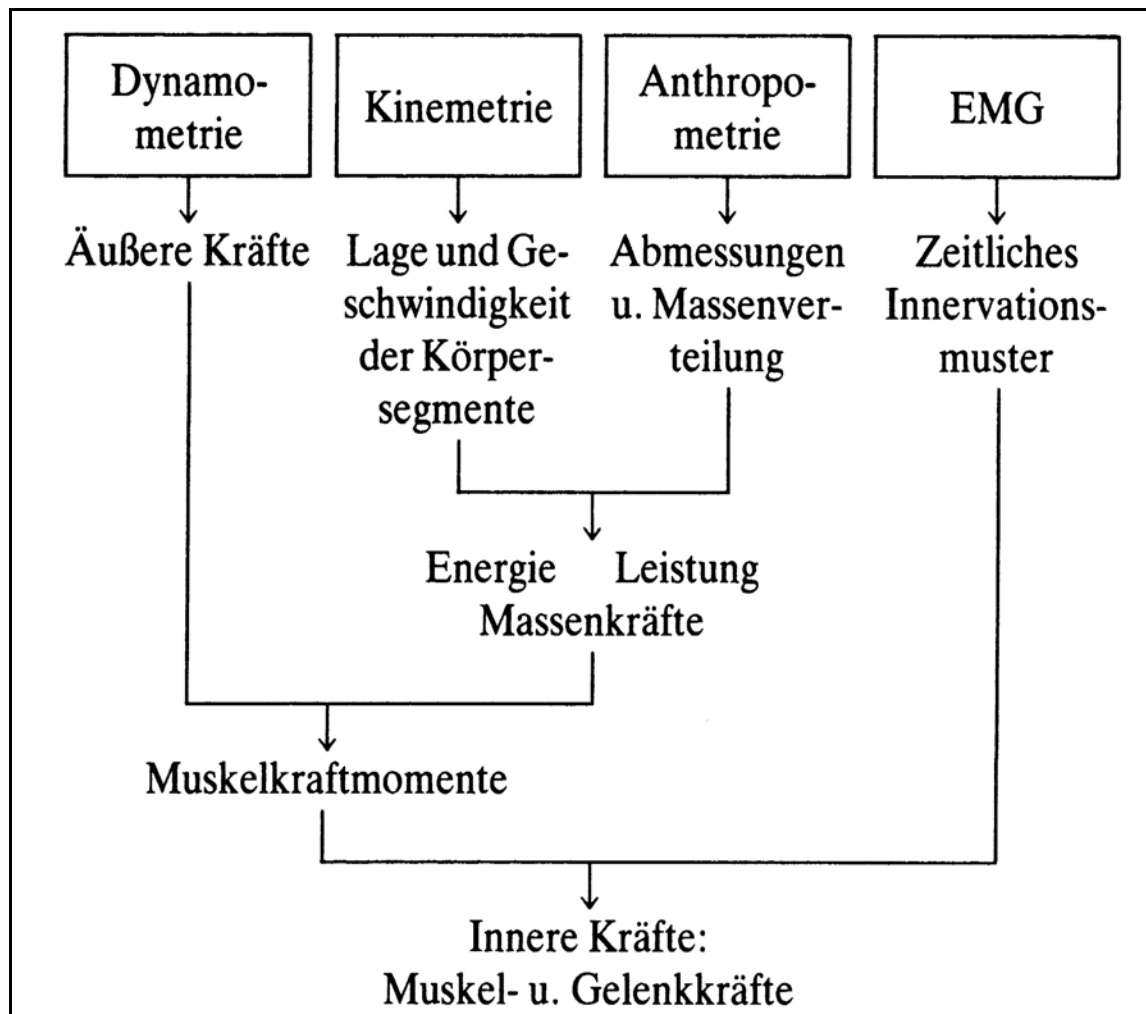 Dynamo-
metrie
Kinemetrie
Anthropo-
metrie
EMG
Äußere Kräfte
Lage und Ge-
schwindigkeit
der Körper-
segmente
Abmessungen
u. Massenver-
teilung
Zeitliches
Innervations-
muster
Energie Leistung
Massenkräfte
Muskelkraftmomente
Innere Kräfte:
Muskel- u. Gelenkkräfte